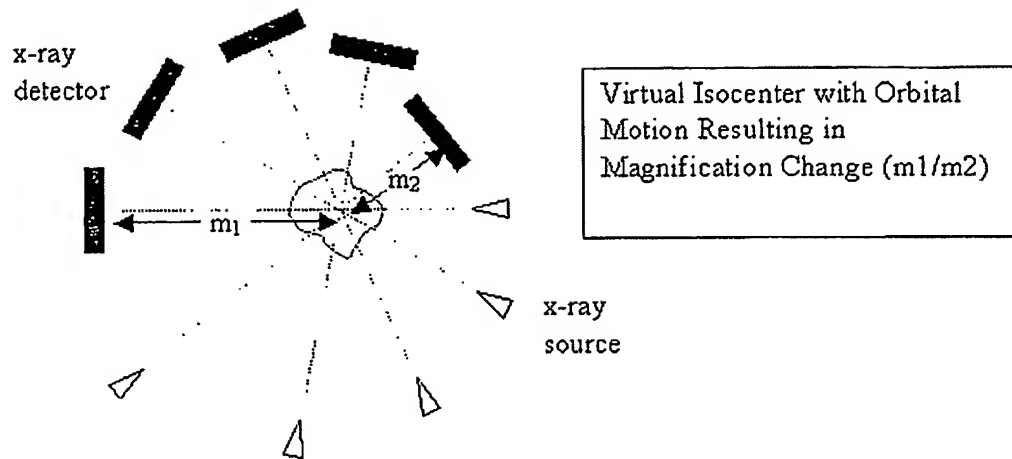 x-ray
detector
Virtual Isocenter with Orbital
Motion Resulting in
Magnification Change (m1/m2)
m2
m1
x-ray
source